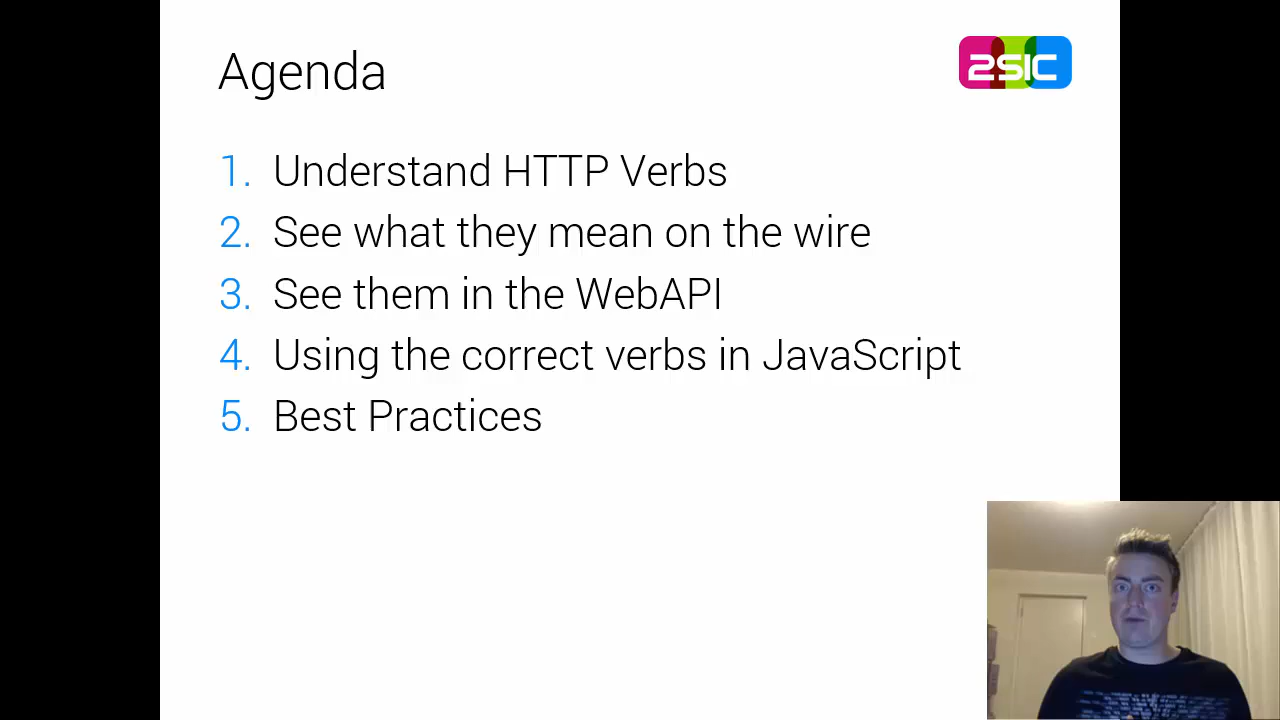 Agenda
2SIC
1. Understand HTTP Verbs
2. See what they mean on the wire
3. See them in the WebAPI
4. Using the correct verbs in JavaScript
5. Best Practices